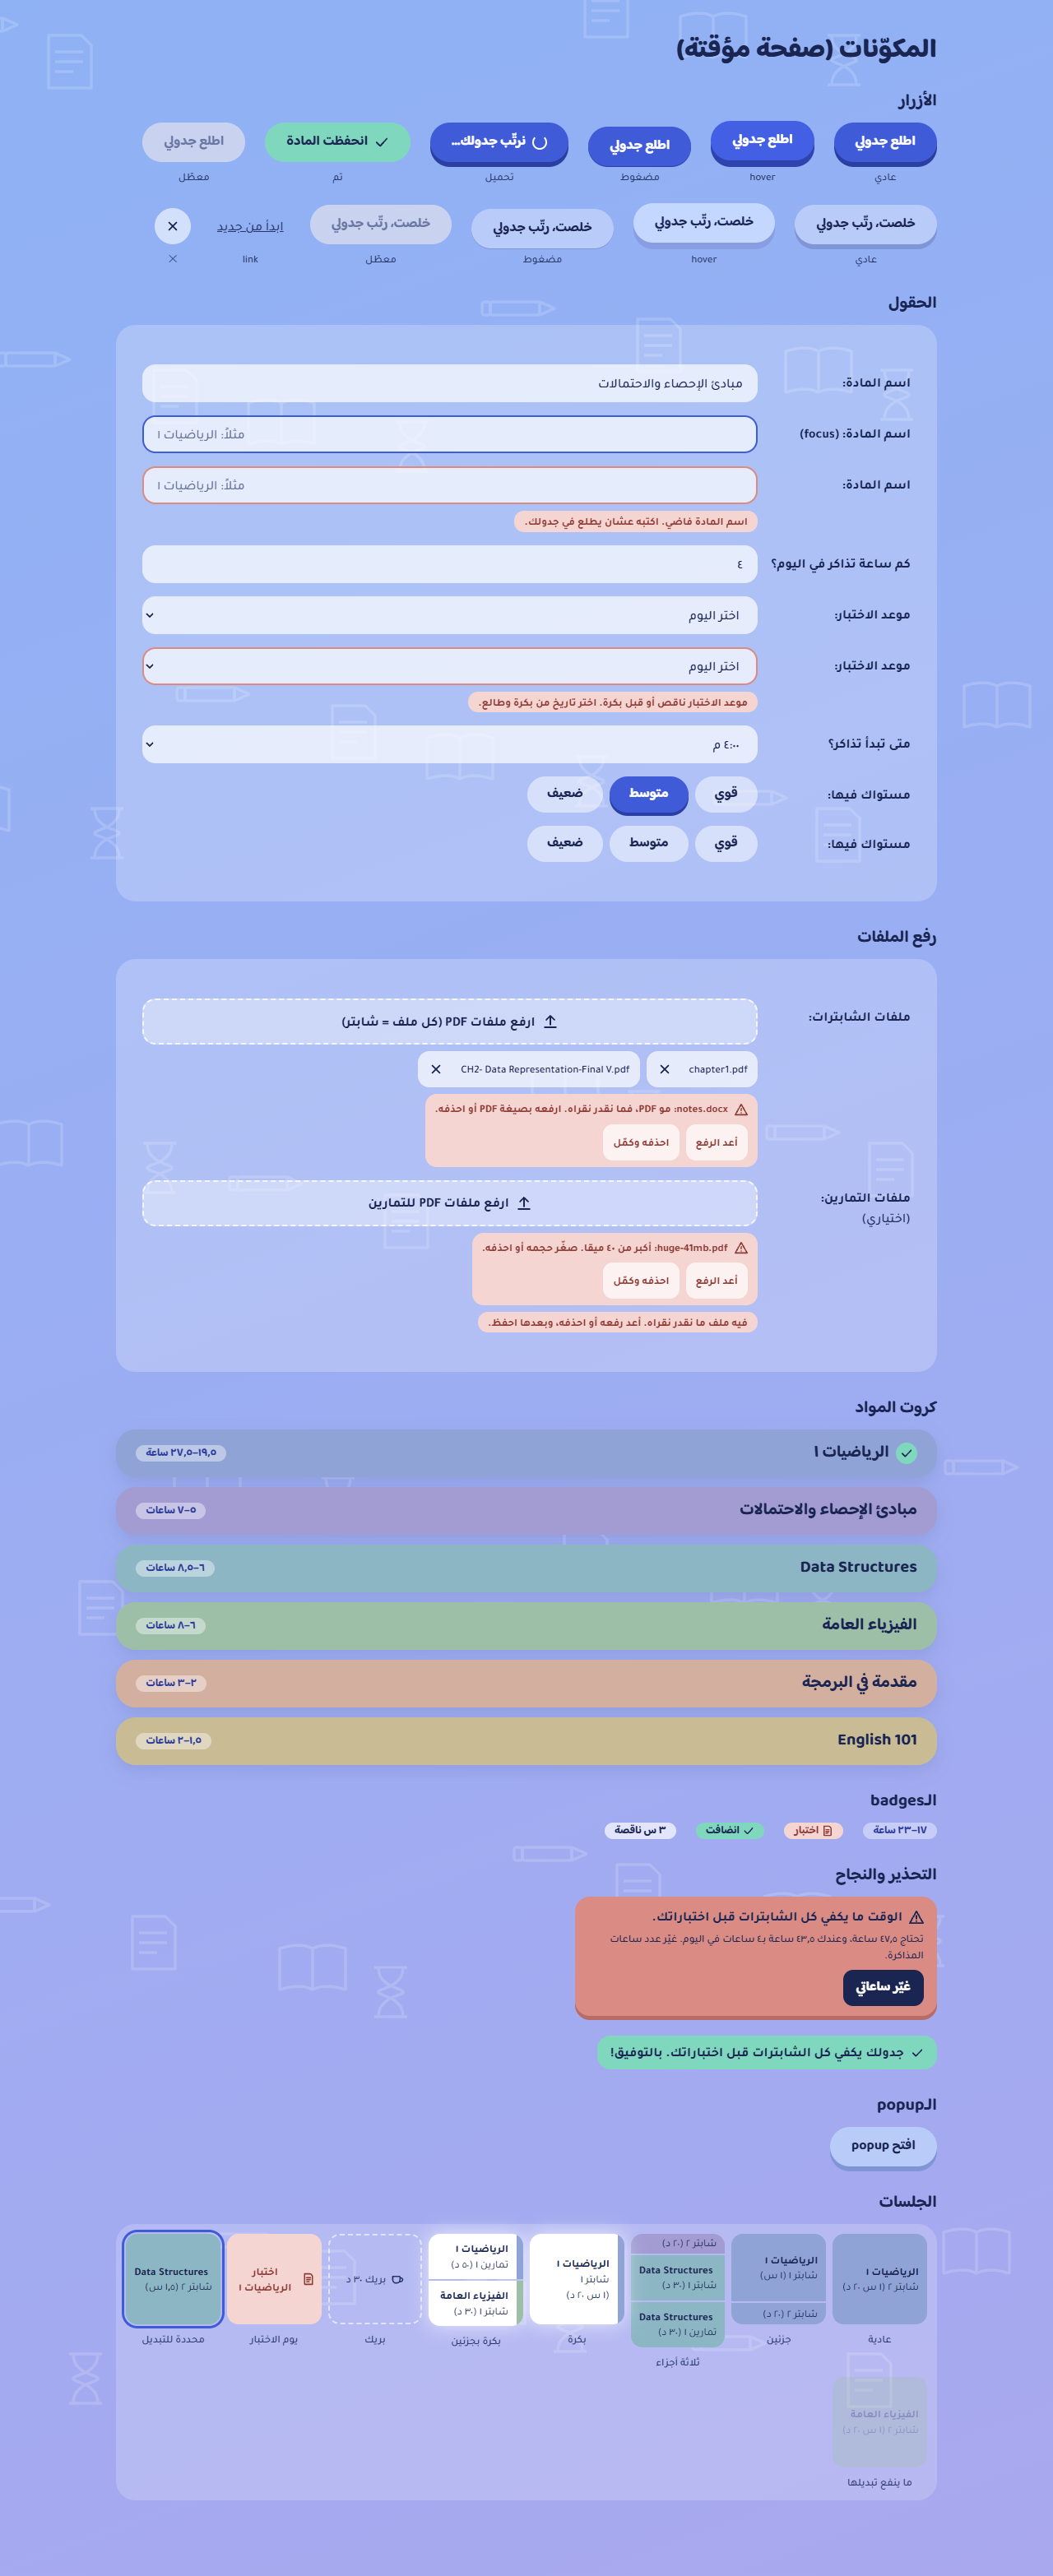 المكوّنات (صفحة مؤقتة)
الأزرار
اطلع جدولي
اطلع جدولي
اطلع جدولي
نرتّب جدولك...
انحفظت المادة
اطلع جدولي
عادي
hover
مضغوط
تحميل
تم
معطّل
خلصت، رتّب جدولي
خلصت، رتّب جدولي
خلصت، رتّب جدولي
خلصت، رتّب جدولي
ابدأ من جديد
عادي
hover
مضغوط
معطّل
link
الحقول
اسم المادة:
مبادئ الإحصاء والاحتمالات
اسم المادة: (focus)
مثلاً: الرياضيات ١
اسم المادة:
مثلاً: الرياضيات ١
اسم المادة فاضي. اكتبه عشان يطلع في جدولك.
كم ساعة تذاكر في اليوم؟
٤
موعد الاختبار:
اختر اليوم
موعد الاختبار:
اختر اليوم
موعد الاختبار ناقص أو قبل بكرة. اختر تاريخ من بكرة وطالع.
متى تبدأ تذاكر؟
٤:٠٠ م
مستواك فيها:
قوي
متوسط
ضعيف
مستواك فيها:
قوي
متوسط
ضعيف
رفع الملفات
ملفات الشابترات:
ارفع ملفات PDF (كل ملف = شابتر)
chapter1.pdf
CH2- Data Representation-Final V.pdf
notes.docx: مو PDF، فما نقدر نقراه. ارفعه بصيغة PDF أو احذفه.
أعد الرفع
احذفه وكمّل
ملفات التمارين:
(اختياري)
ارفع ملفات PDF للتمارين
huge-41mb.pdf: أكبر من ٤٠ ميقا. صغّر حجمه أو احذفه.
أعد الرفع
احذفه وكمّل
فيه ملف ما نقدر نقراه. أعد رفعه أو احذفه، وبعدها احفظ.
كروت المواد
الرياضيات ١
١٩٫٥–٢٧٫٥ ساعة
مبادئ الإحصاء والاحتمالات
٥–٧ ساعات
Data Structures
٦–٨٫٥ ساعات
الفيزياء العامة
٦–٨ ساعات
مقدمة في البرمجة
٢–٣ ساعات
English 101
١٫٥–٢ ساعات
الـbadges
١٧–٢٣ ساعة
اختبار
انضافت
٣ س ناقصة
التحذير والنجاح
الوقت ما يكفي كل الشابترات قبل اختباراتك.
تحتاج ٤٧٫٥ ساعة، وعندك ٤٣٫٥ ساعة بـ٤ ساعات في اليوم. غيّر عدد ساعات
المذاكرة.
غيّر ساعاتي
جدولك يكفي كل الشابترات قبل اختباراتك. بالتوفيق!
الـpopup
افتح popup
الجلسات
الرياضيات ١
شابتر ٢ (١ س ٢٠ د)
عادية
الرياضيات ١
شابتر ١ (١ س)
شابتر ٢ (٢٠ د)
جزئين
شابتر ٢ (٢٠ د)
Data Structures
شابتر ١ (٣٠ د)
Data Structures
تمارين ١ (٣٠ د)
ثلاثة أجزاء
الرياضيات ١
شابتر ١
(١ س ٢٠ د)
بكرة
الرياضيات ١
تمارين ١ (٥٠ د)
الفيزياء العامة
شابتر ١ (٣٠ د)
بكرة بجزئين
بريك ٣٠ د
بريك
اختبار
الرياضيات ١
يوم الاختبار
Data Structures
شابتر ٢ (١٫٥ س)
محددة للتبديل
الفيزياء العامة
شابتر ٢ (١ س ٢٠ د)
ما ينفع تبديلها